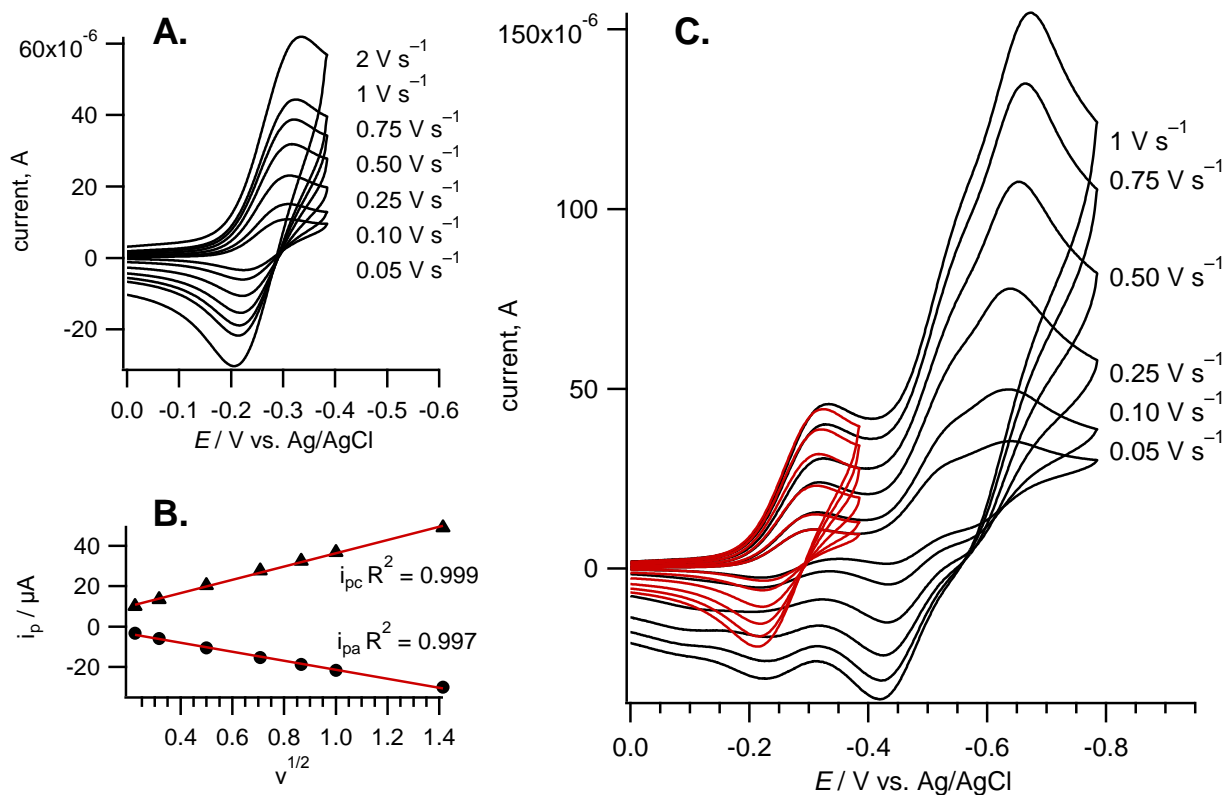 A.
60x10⁻⁶
40
20
0
-20
current, A
2 V s⁻¹
1 V s⁻¹
0.75 V s⁻¹
0.50 V s⁻¹
0.25 V s⁻¹
0.10 V s⁻¹
0.05 V s⁻¹
0.0 -0.1 -0.2 -0.3 -0.4 -0.5 -0.6
E / V vs. Ag/AgCl
B.
40
20
0
-20
iₚ / µA
i_pc R² = 0.999
i_pa R² = 0.997
0.4 0.6 0.8 1.0 1.2 1.4
v^1/2
C.
150x10⁻⁶
100
50
0
current, A
1 V s⁻¹
0.75 V s⁻¹
0.50 V s⁻¹
0.25 V s⁻¹
0.10 V s⁻¹
0.05 V s⁻¹
0.0 -0.2 -0.4 -0.6 -0.8
E / V vs. Ag/AgCl